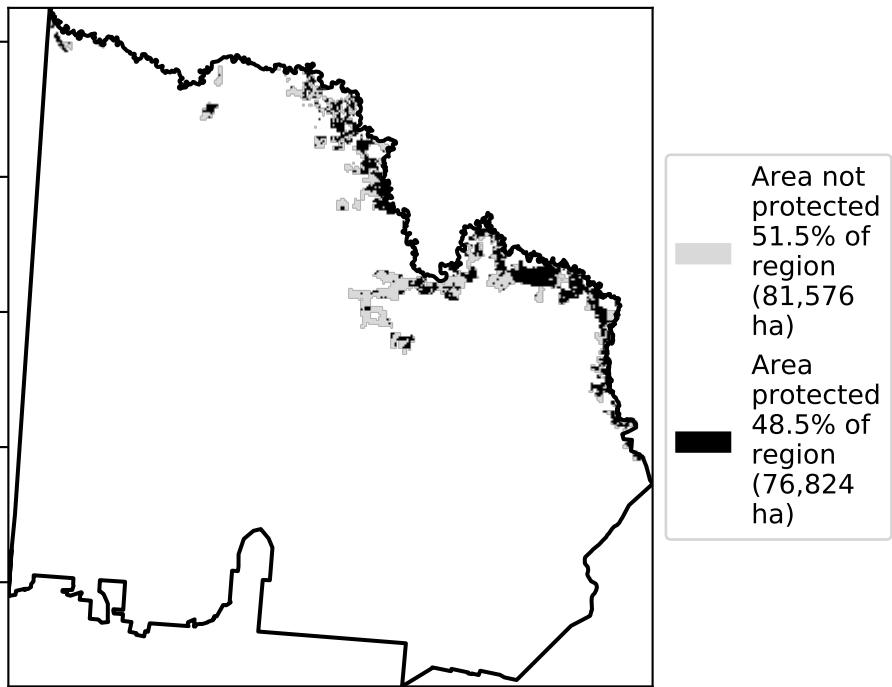 Area not
protected
51.5% of
region
(81,576
ha)
Area
protected
48.5% of
region
(76,824
ha)